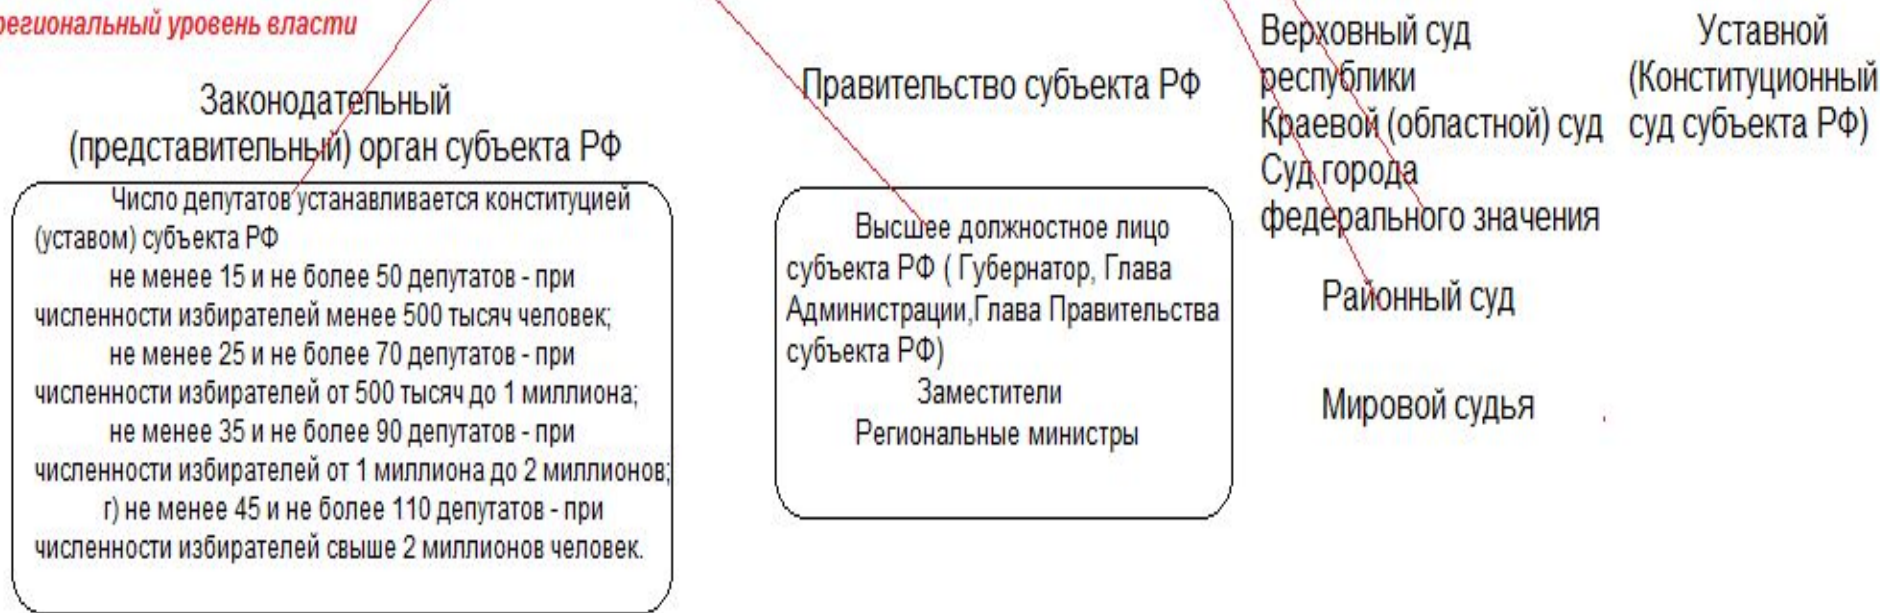 региональный уровень власти
Законодательный
(представительный) орган субъекта РФ
Число депутатов устанавливается конституцией
(уставом) субъекта РФ
не менее 15 и не более 50 депутатов - при
численности избирателей менее 500 тысяч человек;
не менее 25 и не более 70 депутатов - при
численности избирателей от 500 тысяч до 1 миллиона;
не менее 35 и не более 90 депутатов - при
численности избирателей от 1 миллиона до 2 миллионов;
г) не менее 45 и не более 110 депутатов - при
численности избирателей свыше 2 миллионов человек.
Правительство субъекта РФ
Высшее должностное лицо
субъекта РФ ( Губернатор, Глава
Администрации,Глава Правительства
субъекта РФ)
Заместители
Региональные министры
Верховный суд
республики
Краевой (областной) суд
Суд города
федерального значения
Районный суд
Мировой судья
Уставной
(Конституционный
суд субъекта РФ)